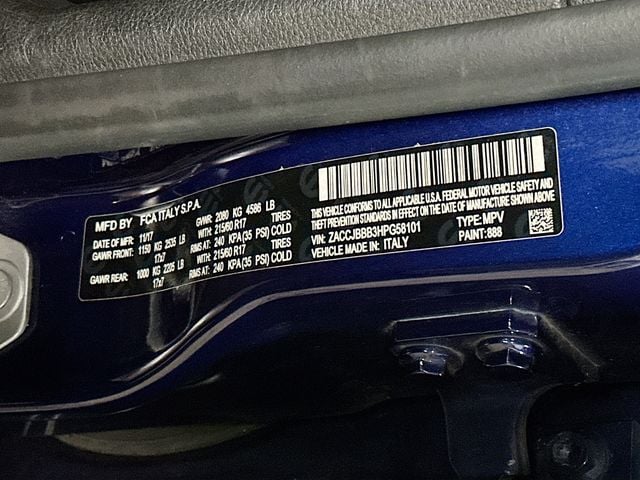 MFD BY FCA ITALY S.P.A.
DATE OF MFR: 11/17 GVWR: 2080 KG 4586 LB
GAWR FRONT: 1150 KG 2535 LB WITH: 215/60 R17 TIRES
17x7 RIMS AT: 240 KPA(35 PSI) COLD
GAWR REAR: 1000 KG 2205 LB WITH: 215/60 R17 TIRES
17x7 RIMS AT: 240 KPA(35 PSI) COLD
THIS VEHICLE CONFORMS TO ALL APPLICABLE U.S.A. FEDERAL MOTOR VEHICLE SAFETY AND
THEFT PREVENTION STANDARDS IN EFFECT ON THE DATE OF MANUFACTURE SHOWN ABOVE.
VIN: ZACCJBBB3HPG58101 TYPE: MPV
VEHICLE MADE IN: ITALY PAINT:888